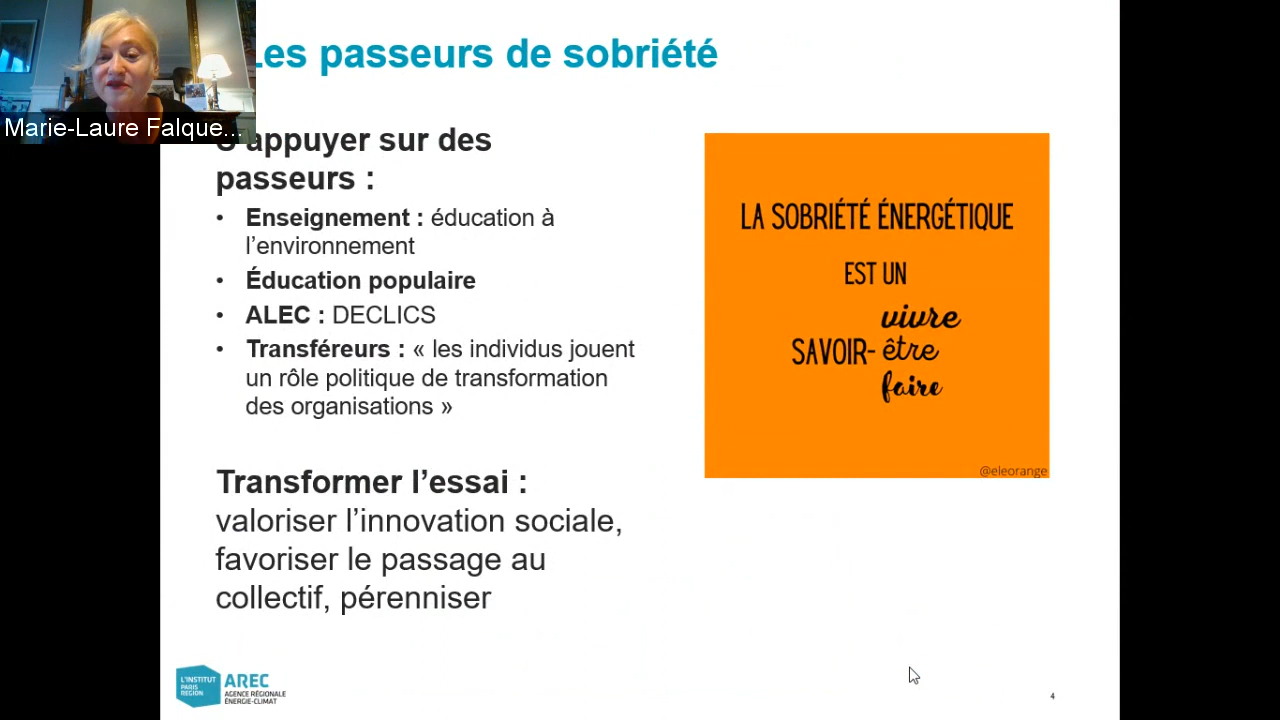 Les passeurs de sobriété
Marie-Laure Falque...
S'appuyer sur des
passeurs :
• Enseignement : éducation à
l’environnement
• Éducation populaire
• ALEC : DECLICS
• Transféreurs : « les individus jouent
un rôle politique de transformation
des organisations »
Transformer l’essai :
valoriser l’innovation sociale,
favoriser le passage au
collectif, pérenniser
LA SOBRIÉTÉ ÉNERGÉTIQUE
EST UN
vivre
SAVOIR- être
faire
@eleorange
L'INSTITUT
PARIS
REGION
AREC
AGENCE RÉGIONALE
ÉNERGIE-CLIMAT
4